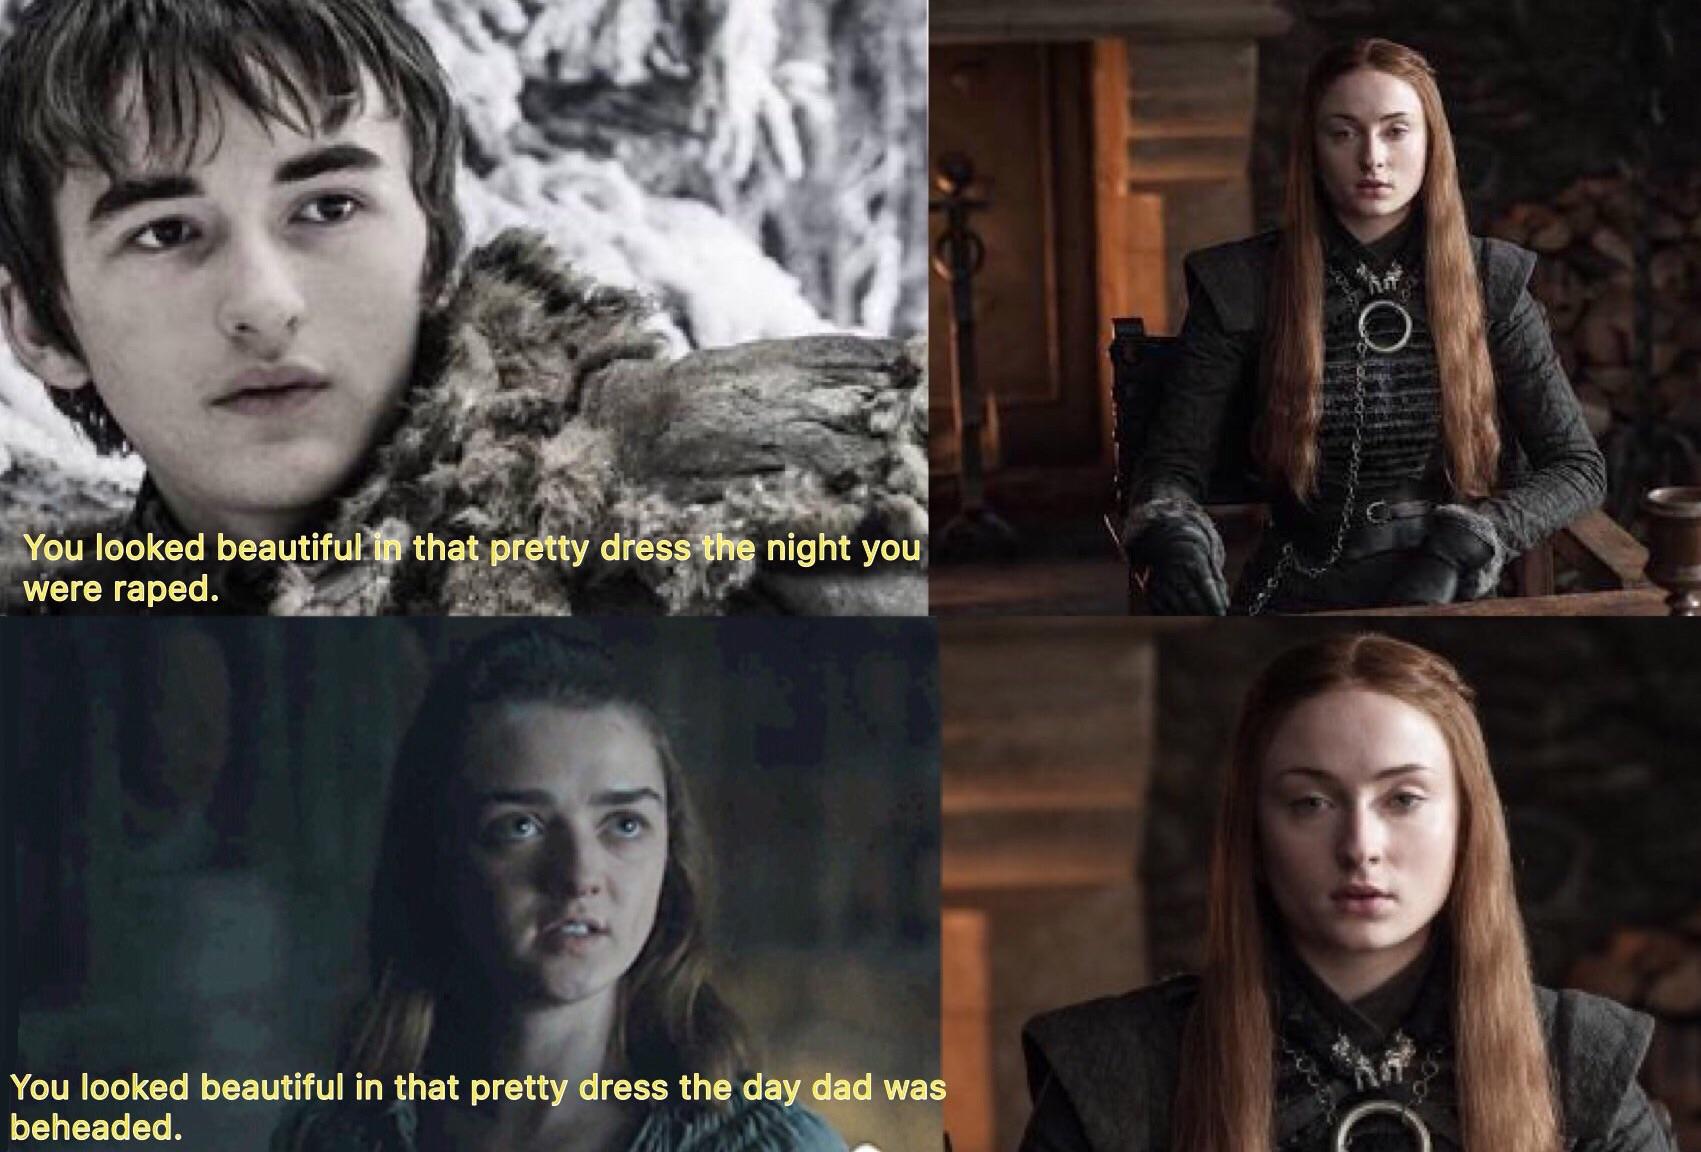 You looked beautiful in that pretty dress the night you
were raped.
You looked beautiful in that pretty dress the day dad was
beheaded.